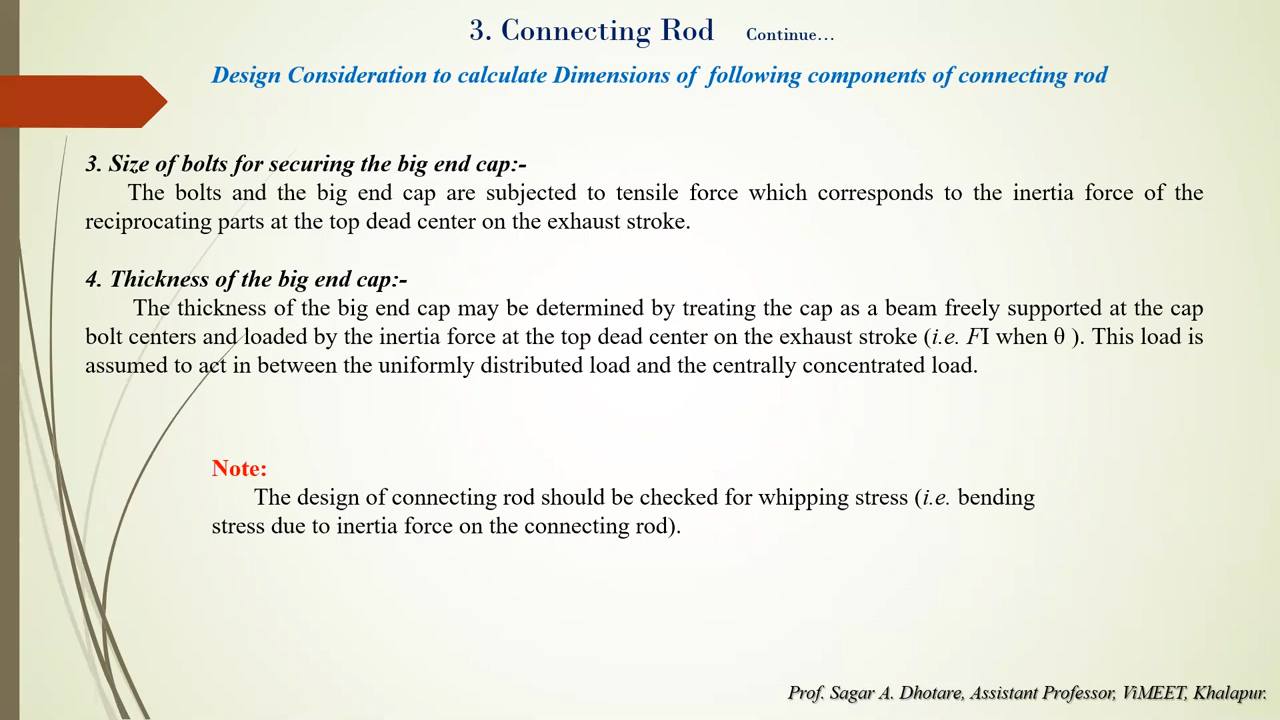 3. Connecting Rod Continue…
Design Consideration to calculate Dimensions of following components of connecting rod
3. Size of bolts for securing the big end cap:-
The bolts and the big end cap are subjected to tensile force which corresponds to the inertia force of the
reciprocating parts at the top dead center on the exhaust stroke.
4. Thickness of the big end cap:-
The thickness of the big end cap may be determined by treating the cap as a beam freely supported at the cap
bolt centers and loaded by the inertia force at the top dead center on the exhaust stroke (i.e. FI when θ ). This load is
assumed to act in between the uniformly distributed load and the centrally concentrated load.
Note:
The design of connecting rod should be checked for whipping stress (i.e. bending
stress due to inertia force on the connecting rod).
Prof. Sagar A. Dhotare, Assistant Professor, ViMEET, Khalapur.